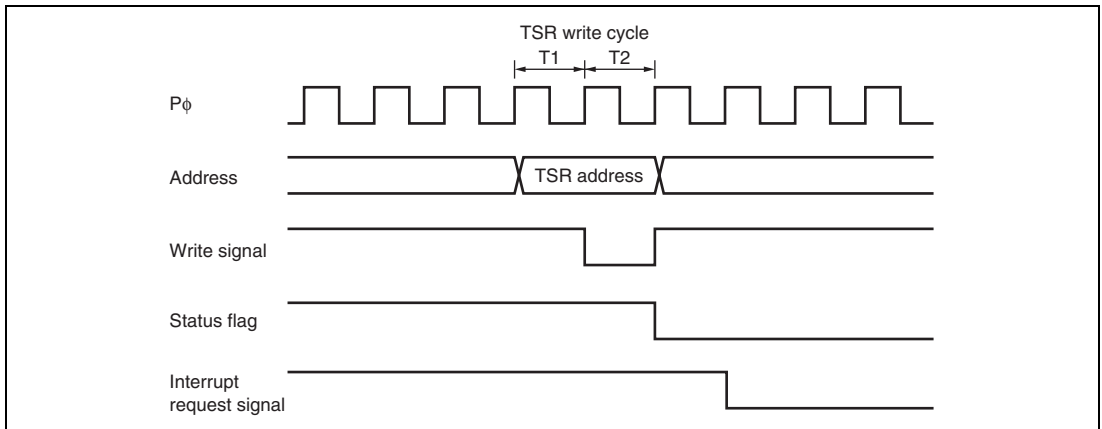 TSR write cycle
T1 T2
Pϕ
Address
TSR address
Write signal
Status flag
Interrupt
request signal